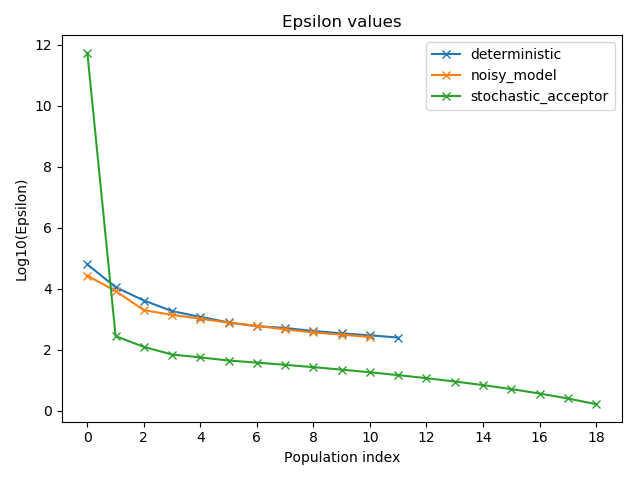 Epsilon values
deterministic
noisy_model
stochastic_acceptor
Log10(Epsilon)
12
10
8
6
4
2
0
0 2 4 6 8 10 12 14 16 18
Population index